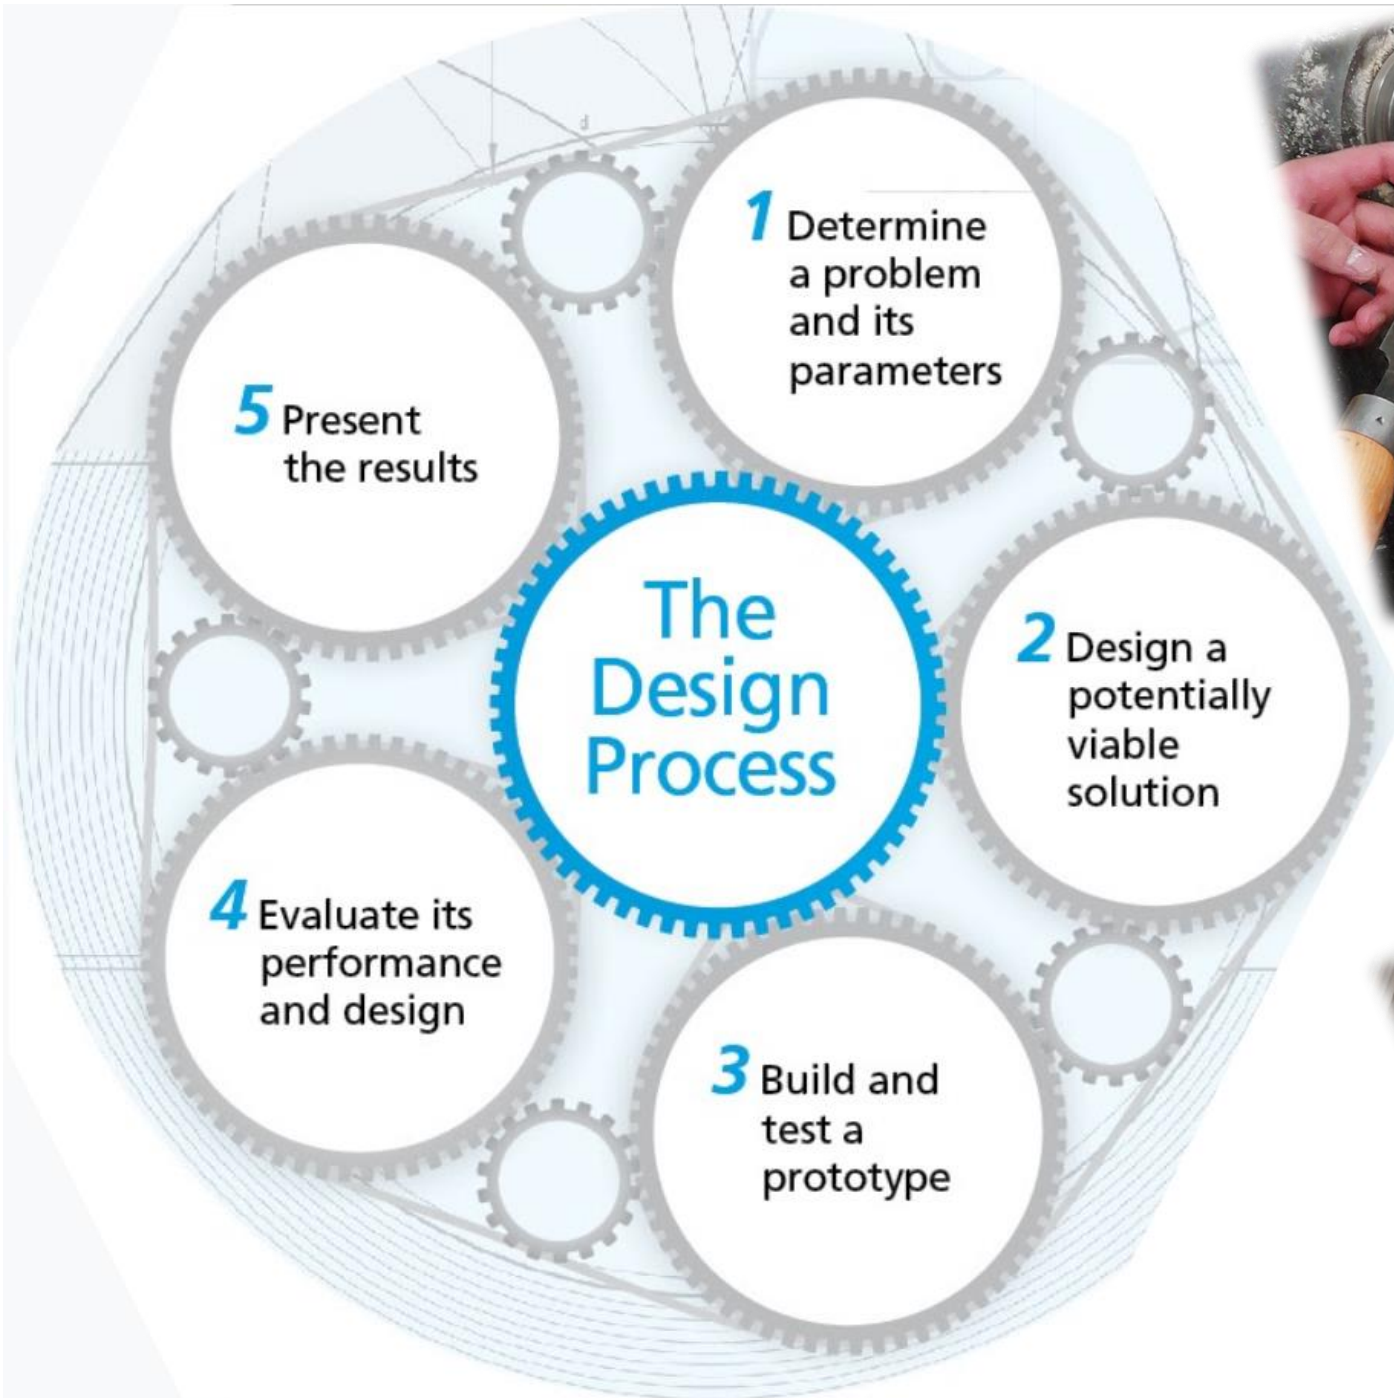 The
Design
Process
1 Determine
a problem
and its
parameters
2 Design a
potentially
viable
solution
3 Build and
test a
prototype
4 Evaluate its
performance
and design
5 Present
the results
d